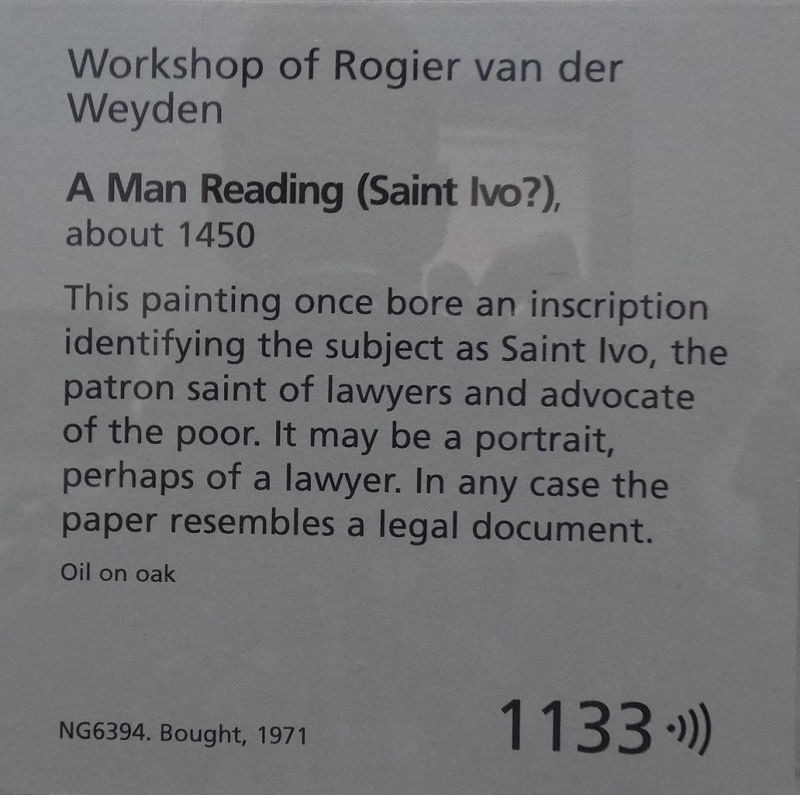 Workshop of Rogier van der
Weyden
A Man Reading (Saint Ivo?),
about 1450
This painting once bore an inscription
identifying the subject as Saint Ivo, the
patron saint of lawyers and advocate
of the poor. It may be a portrait,
perhaps of a lawyer. In any case the
paper resembles a legal document.
Oil on oak
NG6394. Bought, 1971
1133